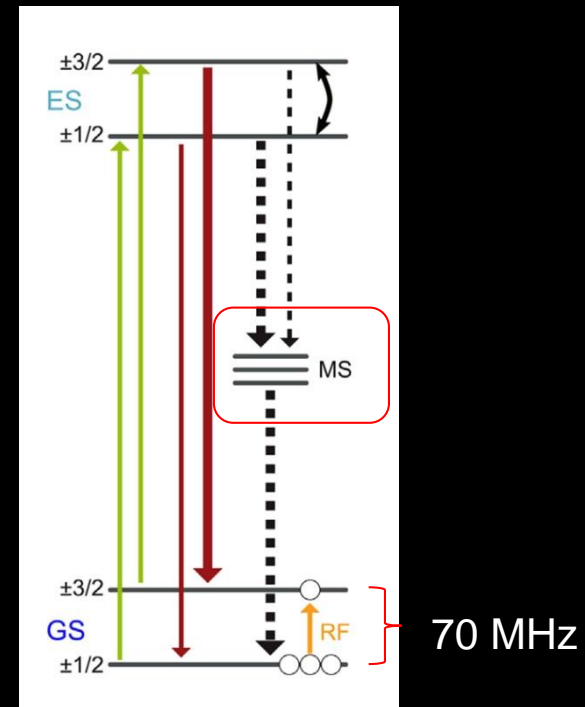 ±3/2
ES
±1/2
MS
±3/2
GS
RF
70 MHz
±1/2